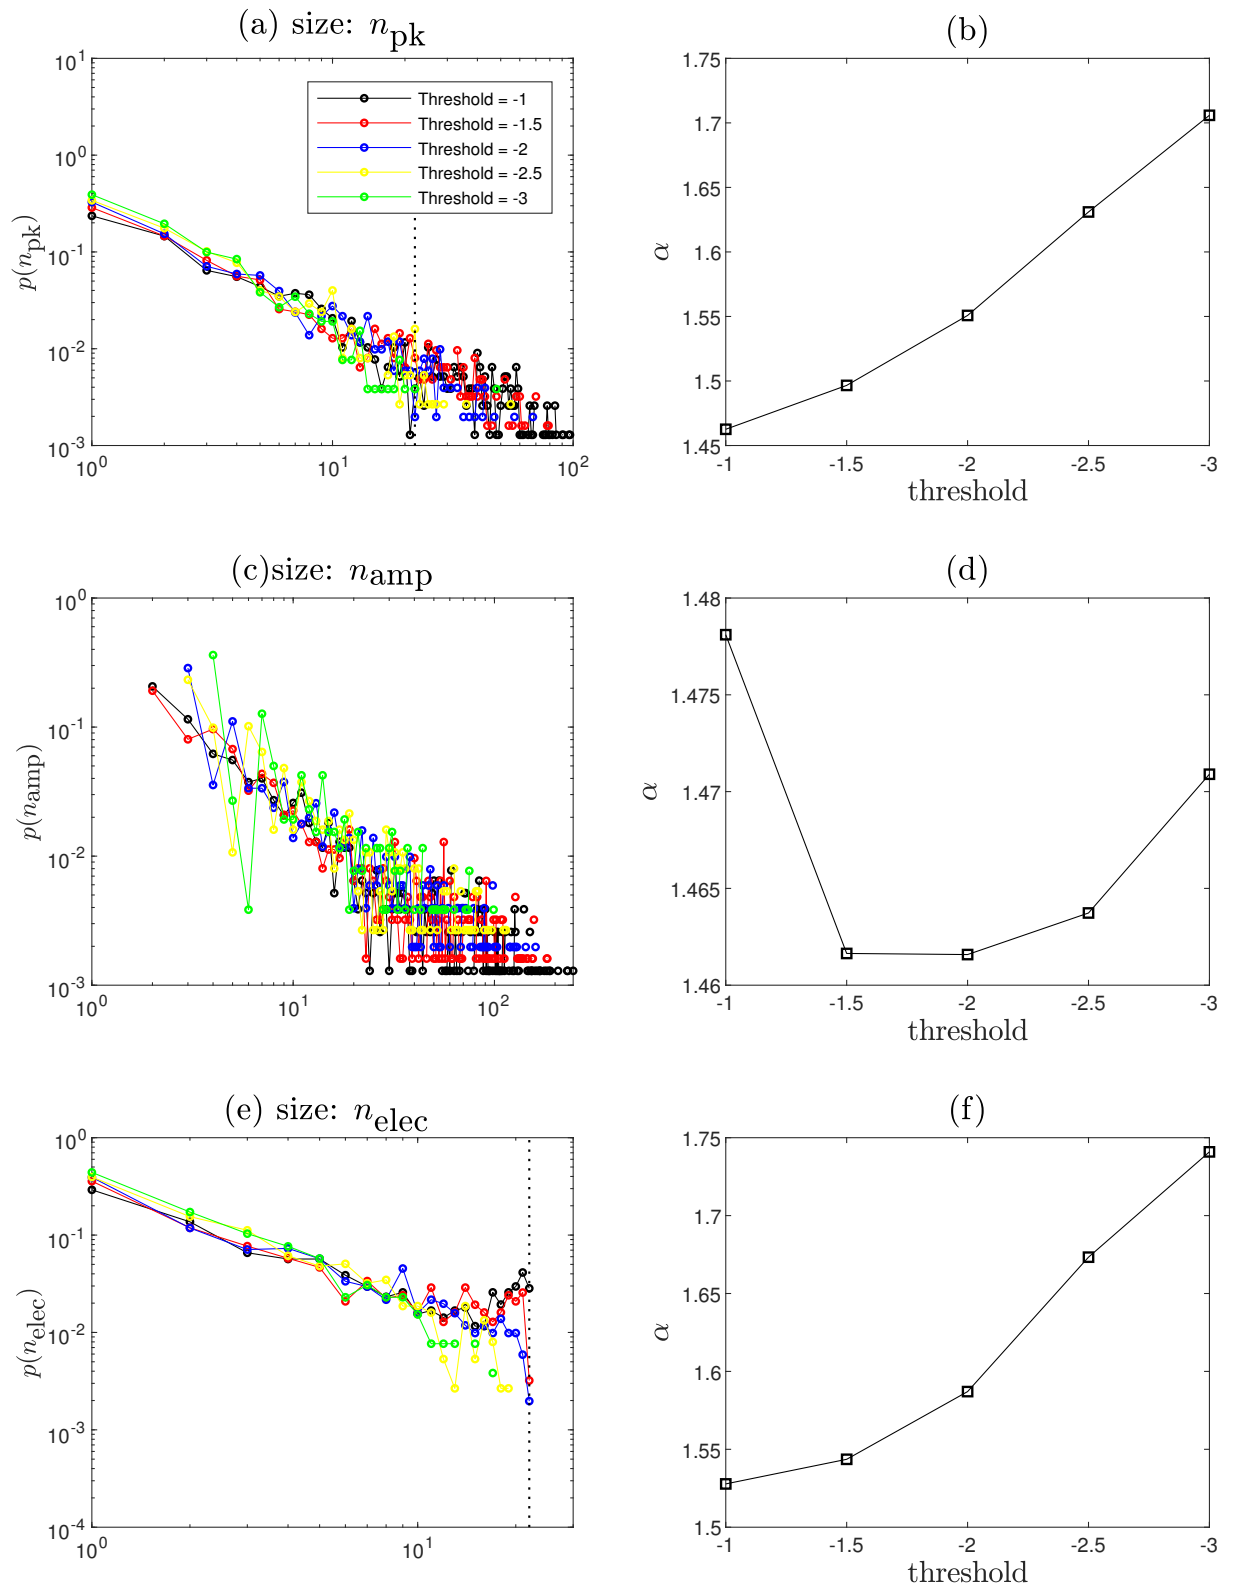 (a) size: n_pk
(b)
10^1
10^0
10^-1
10^-2
10^-3
p(n_pk)
Threshold = -1
Threshold = -1.5
Threshold = -2
Threshold = -2.5
Threshold = -3
10^0
10^1
10^2
1.75
1.7
1.65
1.6
1.55
1.5
1.45
α
-1
-1.5
-2
-2.5
-3
threshold
(c)size: n_amp
(d)
10^0
10^-1
10^-2
10^-3
p(n_amp)
10^0
10^1
10^2
1.48
1.475
1.47
1.465
1.46
α
-1
-1.5
-2
-2.5
-3
threshold
(e) size: n_elec
(f)
10^0
10^-1
10^-2
10^-3
10^-4
p(n_elec)
10^0
10^1
1.75
1.7
1.65
1.6
1.55
1.5
α
-1
-1.5
-2
-2.5
-3
threshold